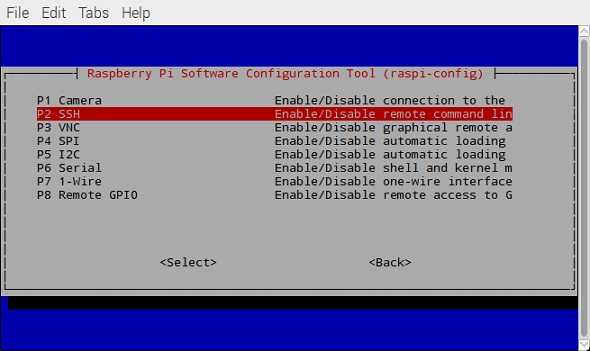 File Edit Tabs Help
Raspberry Pi Software Configuration Tool (raspi-config)
P1 Camera Enable/Disable connection to the
P2 SSH Enable/Disable remote command lin
P3 VNC Enable/Disable graphical remote a
P4 SPI Enable/Disable automatic loading
P5 I2C Enable/Disable automatic loading
P6 Serial Enable/Disable shell and kernel m
P7 1-Wire Enable/Disable one-wire interface
P8 Remote GPIO Enable/Disable remote access to G
<Select> <Back>